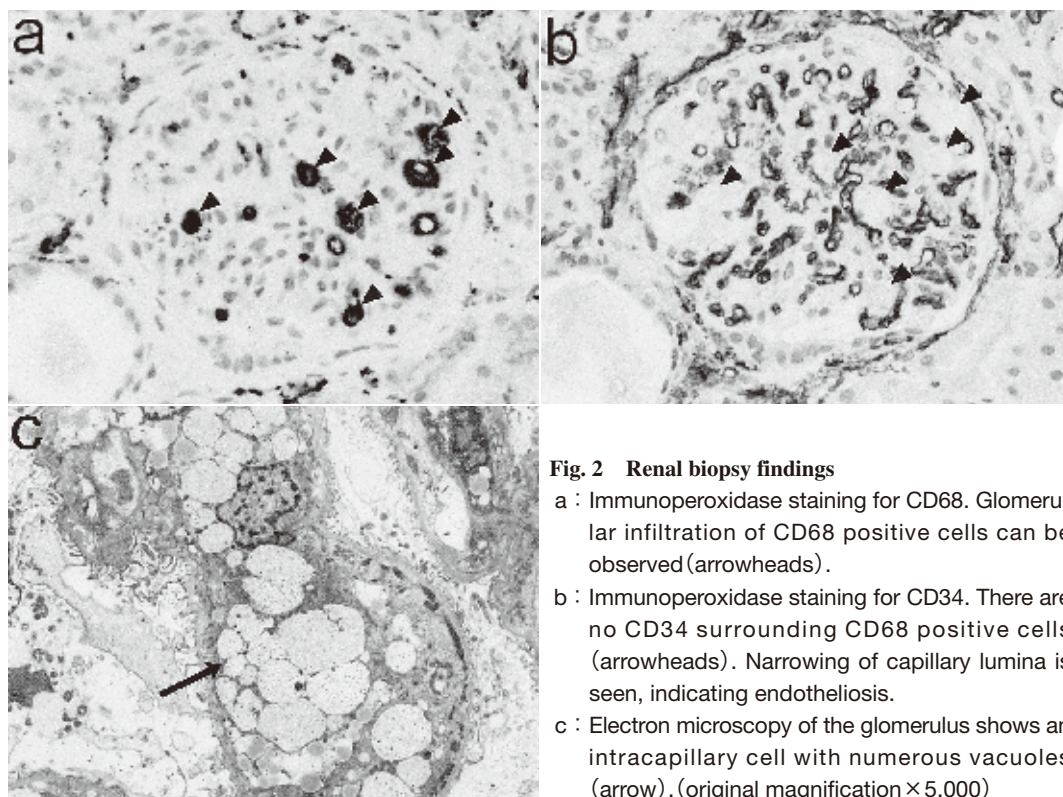 a
b
c
Fig. 2 Renal biopsy findings
a : Immunoperoxidase staining for CD68. Glomeru
lar infiltration of CD68 positive cells can be
observed(arrowheads).
b : Immunoperoxidase staining for CD34. There are
no CD34 surrounding CD68 positive cells
(arrowheads). Narrowing of capillary lumina is
seen, indicating endotheliosis.
c : Electron microscopy of the glomerulus shows an
intracapillary cell with numerous vacuoles
(arrow).(original magnification×5,000)